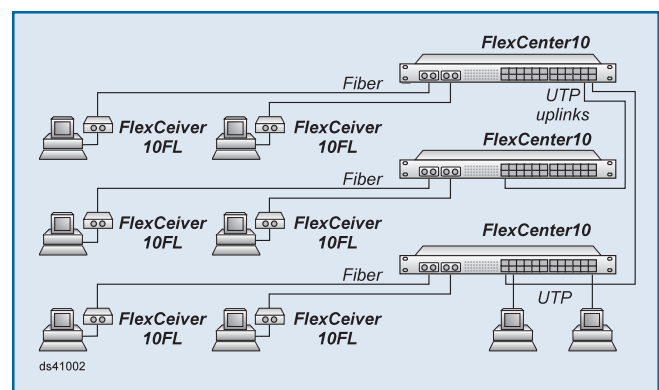 FlexCenter10
Fiber
UTP
uplinks
FlexCeiver
10FL
FlexCeiver
10FL
FlexCenter10
Fiber
FlexCeiver
10FL
FlexCeiver
10FL
FlexCenter10
Fiber
UTP
FlexCeiver
10FL
FlexCeiver
10FL
ds41002